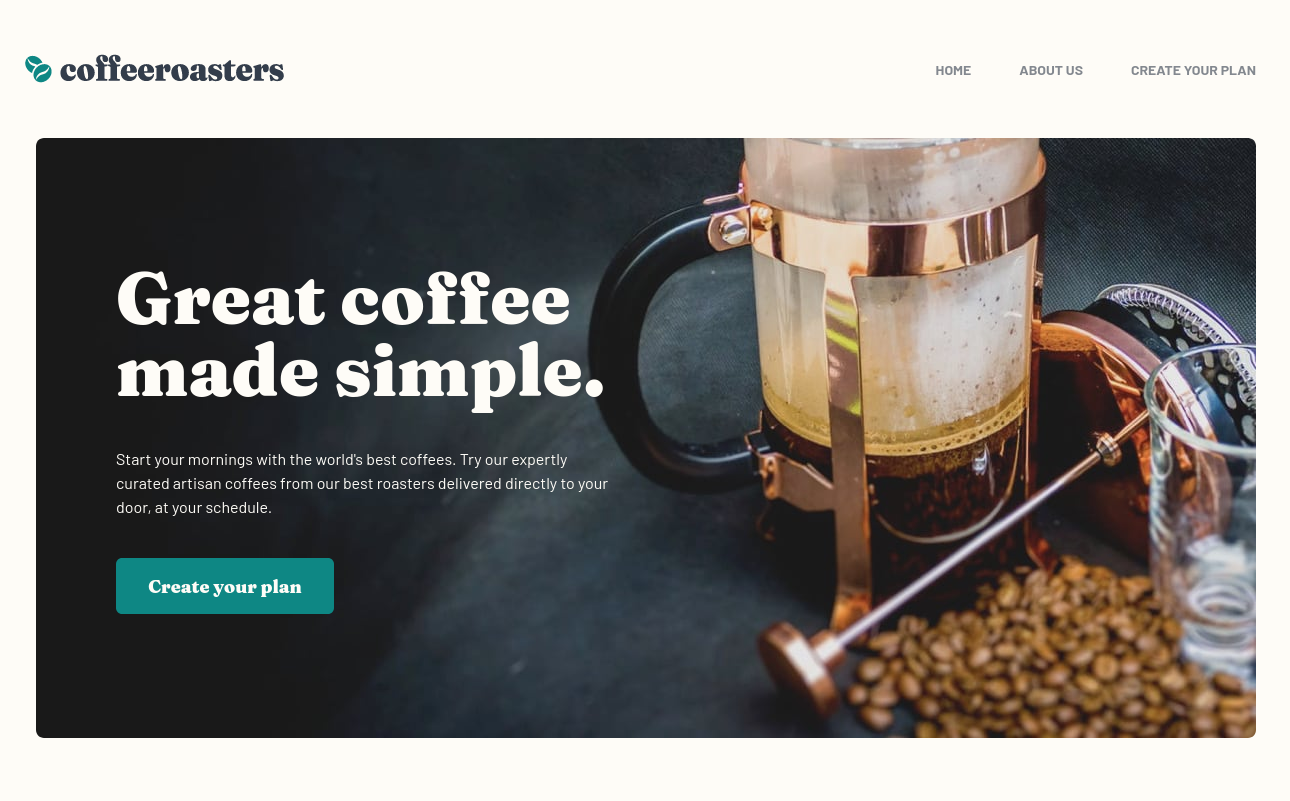 coffeeroasters
HOME ABOUT US CREATE YOUR PLAN
Great coffee
made simple.
Start your mornings with the world's best coffees. Try our expertly
curated artisan coffees from our best roasters delivered directly to your
door, at your schedule.
Create your plan